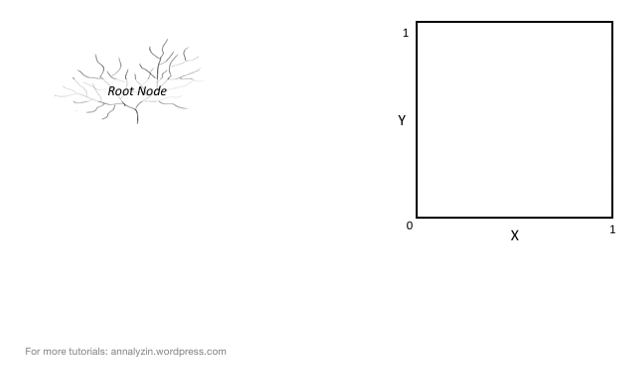 Root Node
1
Y
0
X
1
For more tutorials: annalyzin.wordpress.com